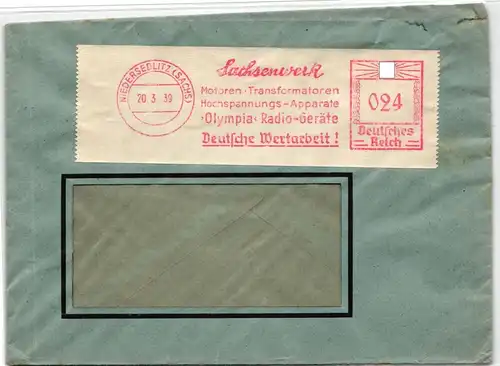 NIEDERSEDLITZ (SACHS)
20.3.39
Sachsenwerk
Motoren · Transformatoren
Hochspannungs - Apparate
· Olympia · Radio - Geräte
Deutsche Wertarbeit !
024
Deutsches
Reich